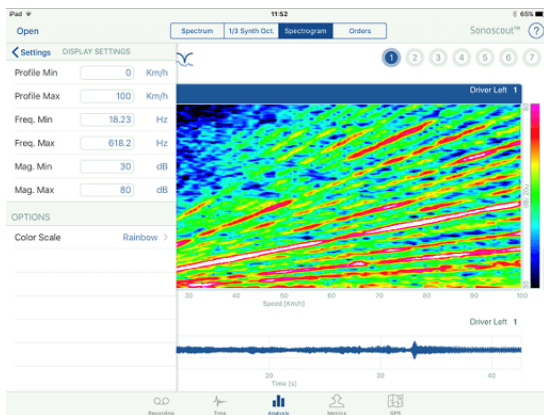 iPad
11:52
65%
Open
Spectrum
1/3 Synth Oct.
Spectrogram
Orders
Sonoscout™
?
Settings
DISPLAY SETTINGS
1 2 3 4 5 6 7
Profile Min 0 Km/h
Profile Max 100 Km/h
Freq. Min 18.23 Hz
Freq. Max 618.2 Hz
Mag. Min 30 dB
Mag. Max 80 dB
OPTIONS
Color Scale Rainbow
Driver Left 1
80
dB
30 40 50 60 70 80 90 100
Speed [Km/h]
Driver Left 1
20 30 40
Time [s]
Recording
Time
Analysis
Metrics
GPS